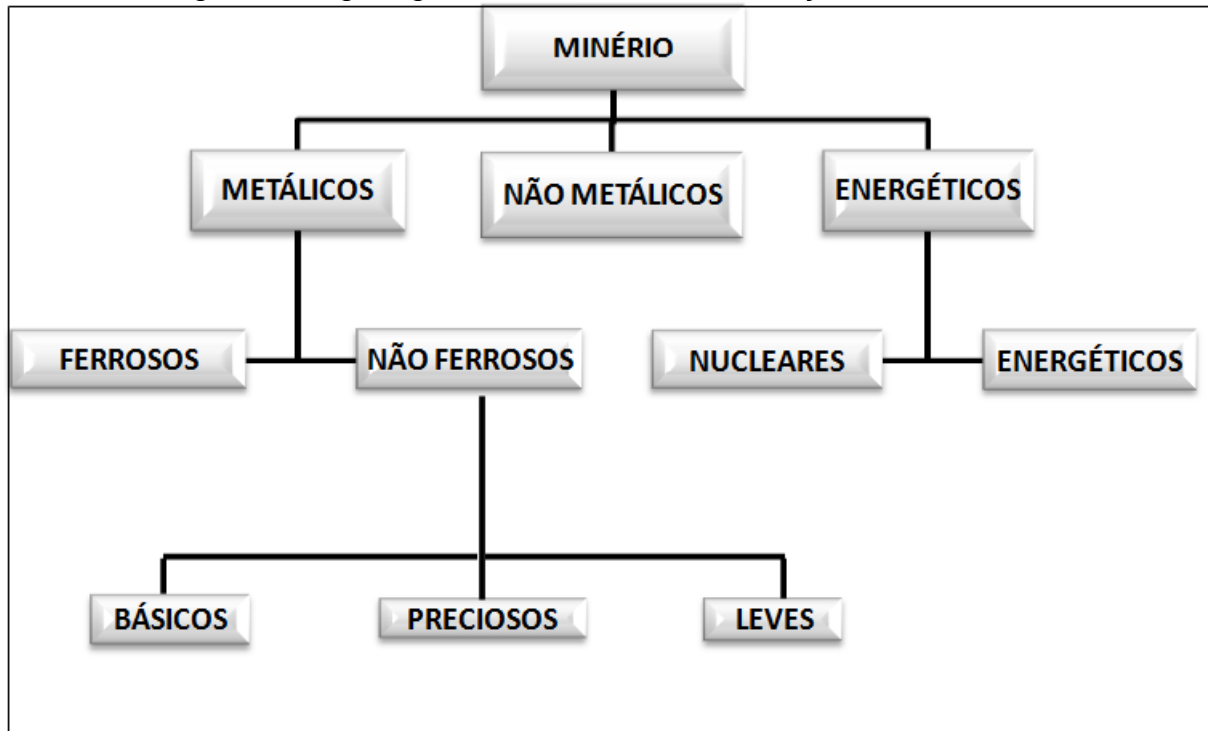 MINÉRIO
METÁLICOS
NÃO METÁLICOS
ENERGÉTICOS
FERROSOS
NÃO FERROSOS
NUCLEARES
ENERGÉTICOS
BÁSICOS
PRECIOSOS
LEVES